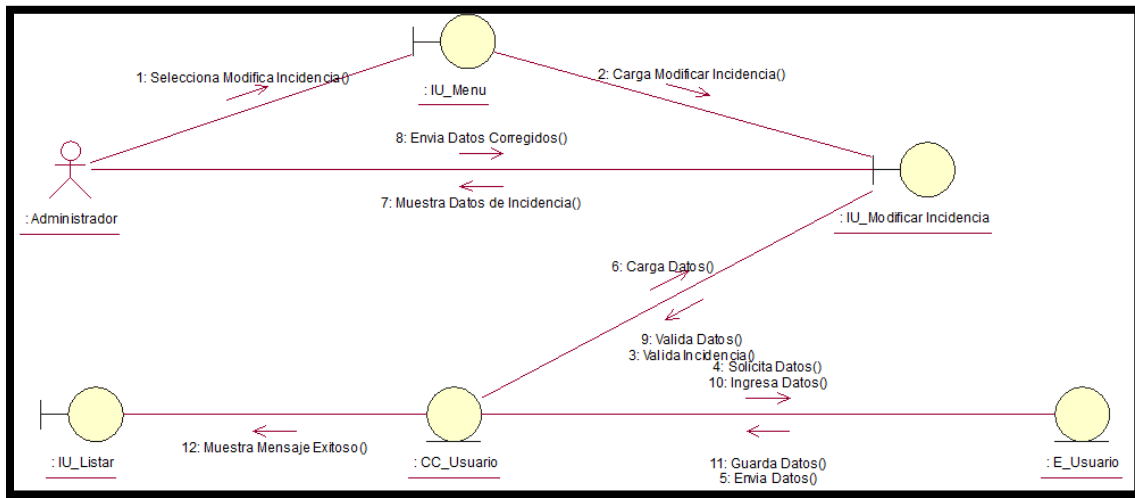 1: Selecciona Modifica Incidencia()
: IU_Menu
2: Carga Modificar Incidencia()
8: Envia Datos Corregidos()
7: Muestra Datos de Incidencia()
: Administrador
: IU_Modificar Incidencia
6: Carga Datos()
9: Valida Datos()
3: Valida Incidencia()
4: Solicita Datos()
10: Ingresa Datos()
12: Muestra Mensaje Exitoso()
: IU_Listar
: CC_Usuario
11: Guarda Datos()
5: Envia Datos()
: E_Usuario